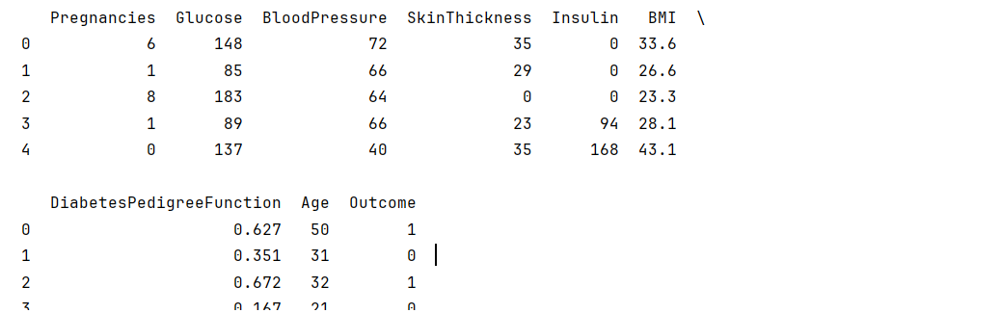 Pregnancies Glucose BloodPressure SkinThickness Insulin BMI \
0 6 148 72 35 0 33.6
1 1 85 66 29 0 26.6
2 8 183 64 0 0 23.3
3 1 89 66 23 94 28.1
4 0 137 40 35 168 43.1
DiabetesPedigreeFunction Age Outcome
0 0.627 50 1
1 0.351 31 0
2 0.672 32 1
3 0.167 21 0